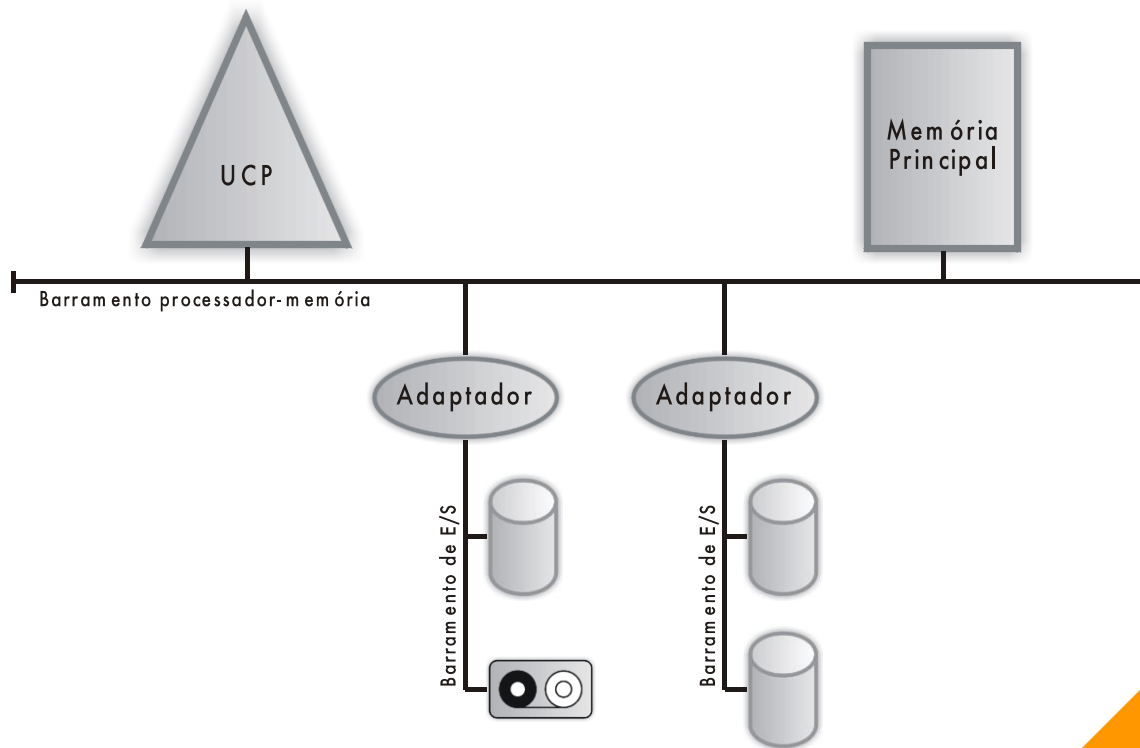 UCP
Memória
Principal
Barramento processador-memória
Adaptador
Adaptador
Barramento de E/S
Barramento de E/S